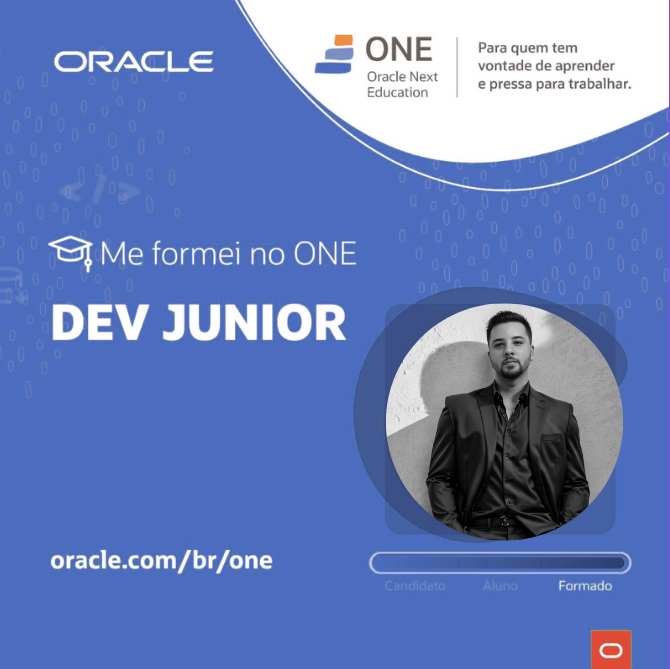 ORACLE
ONE
Oracle Next
Education
Para quem tem
vontade de aprender
e pressa para trabalhar.
</>
Me formei no ONE
DEV JUNIOR
oracle.com/br/one
Candidato Aluno Formado